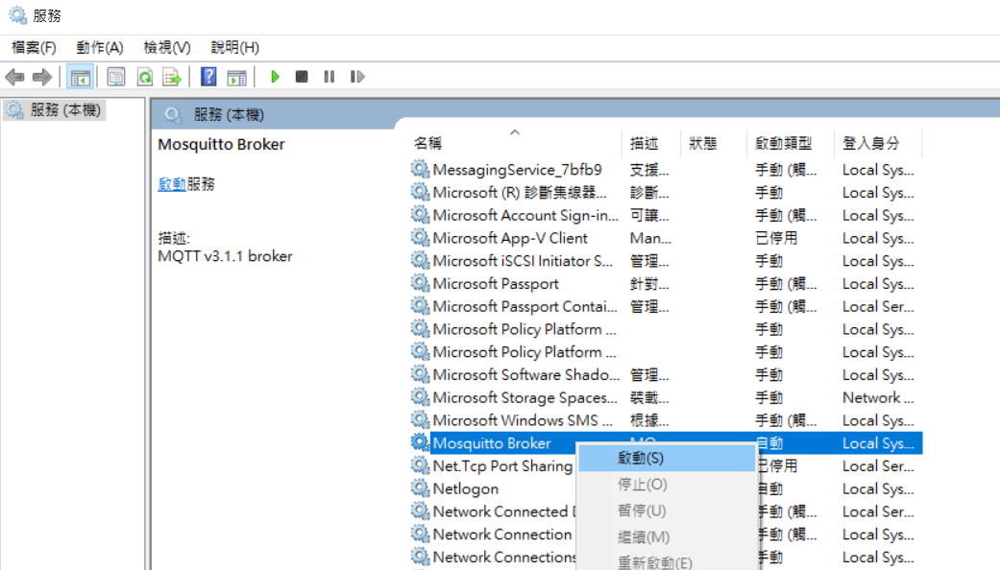 服務
檔案(F) 動作(A) 檢視(V) 說明(H)
服務 (本機)
服務 (本機)
Mosquitto Broker
啟動服務
描述:
MQTT v3.1.1 broker
名稱 描述 狀態 啟動類型 登入身分
MessagingService_7bfb9 支援... 手動 (觸... Local Sys...
Microsoft (R) 診斷集線器... 診斷... 手動 Local Sys...
Microsoft Account Sign-in... 可讓... 手動 (觸... Local Sys...
Microsoft App-V Client Man... 已停用 Local Sys...
Microsoft iSCSI Initiator S... 管理... 手動 Local Sys...
Microsoft Passport 針對... 手動 (觸... Local Sys...
Microsoft Passport Contai... 管理... 手動 (觸... Local Ser...
Microsoft Policy Platform ... 手動 Local Sys...
Microsoft Policy Platform ... 手動 Local Sys...
Microsoft Software Shado... 管理... 手動 Local Sys...
Microsoft Storage Spaces... 裝載... 手動 Network ...
Microsoft Windows SMS ... 根據... 手動 (觸... Local Sys...
Mosquitto Broker 自動 Local Sys...
Net.Tcp Port Sharing 已停用 Local Ser...
Netlogon 自動 Local Sys...
Network Connected 手動 (觸... Local Sys...
Network Connection 手動 (觸... Local Sys...
Network Connections 手動 Local Sys...
啟動(S)
停止(O)
暫停(U)
繼續(M)
重新啟動(E)